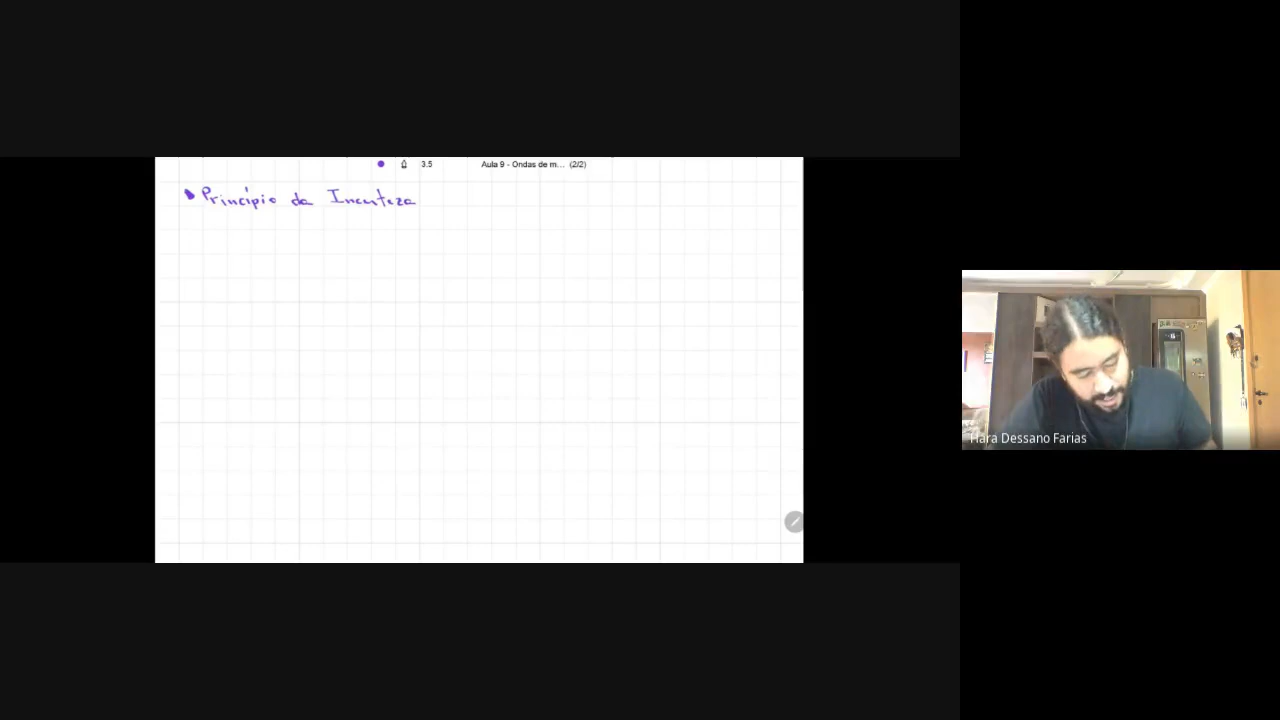 3.5 Aula 9 - Ondas de m... (2/2)
Princípio da Incerteza
Hara Dessano Farias